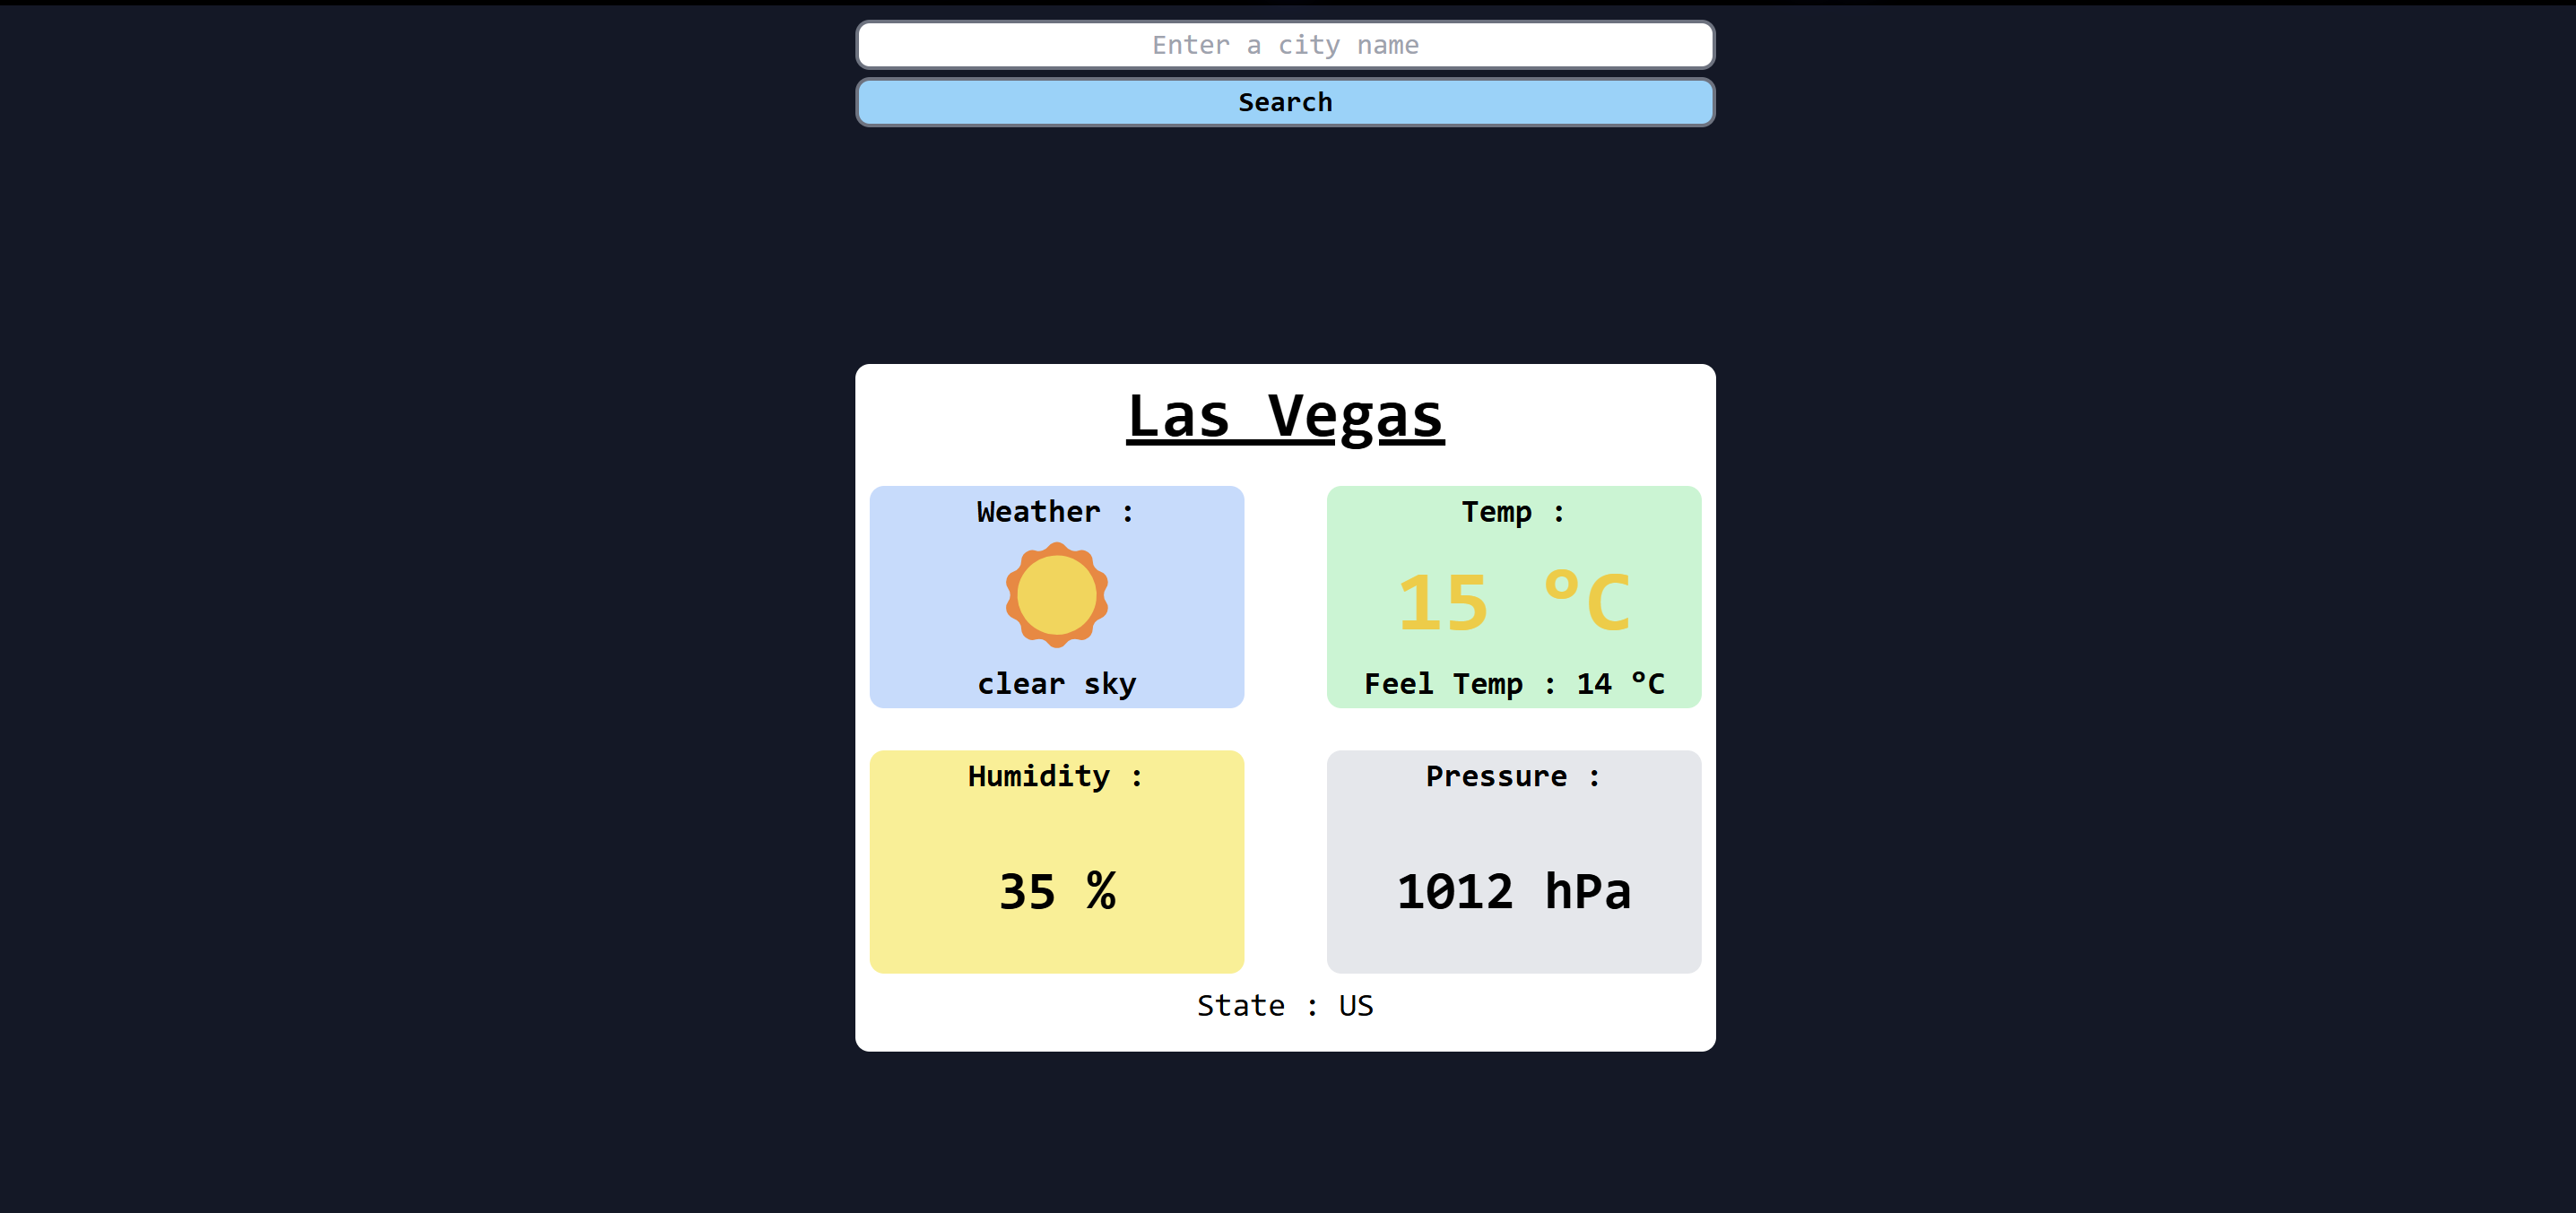 Enter a city name
Search
Las Vegas
Weather :
clear sky
Temp :
15 °C
Feel Temp : 14 °C
Humidity :
35 %
Pressure :
1012 hPa
State : US